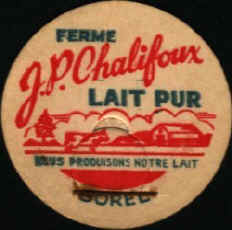 FERME
J.P. Chalifoux
LAIT PUR
NOUS PRODUISONS NOTRE LAIT
SOREL